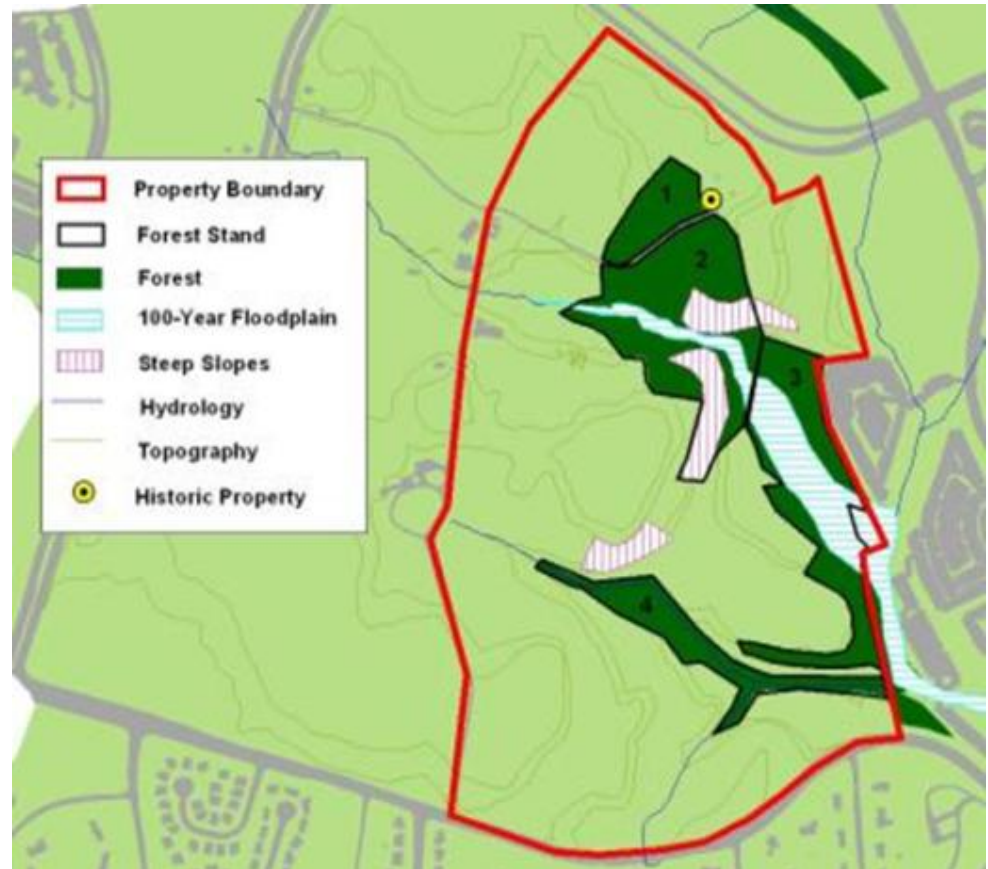 Property Boundary
Forest Stand
Forest
100-Year Floodplain
Steep Slopes
Hydrology
Topography
Historic Property
1
2
3
4